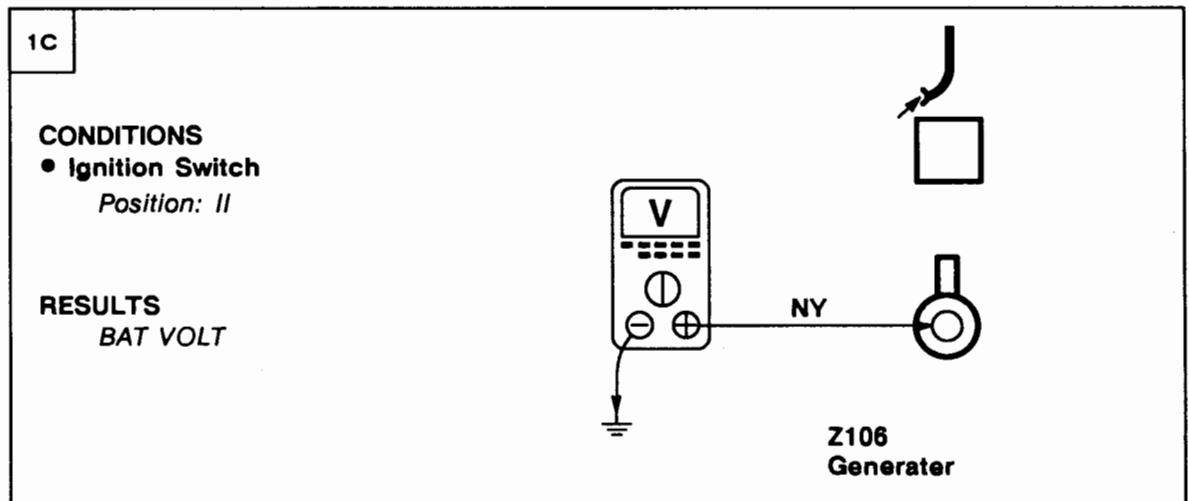 1C
CONDITIONS
● Ignition Switch
Position: II
RESULTS
BAT VOLT
V
NY
Z106
Generater